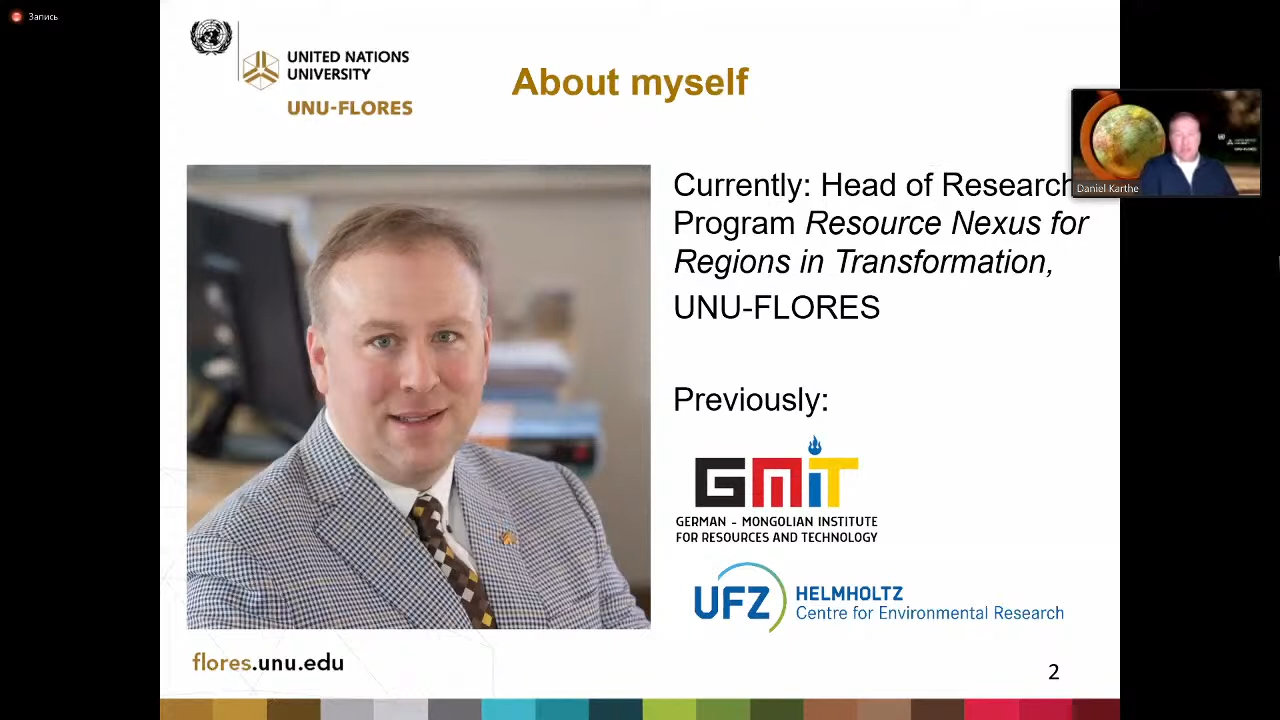 Запись
UNITED NATIONS
UNIVERSITY
UNU-FLORES
About myself
Daniel Karthe
Currently: Head of Research
Program Resource Nexus for
Regions in Transformation,
UNU-FLORES
Previously:
GMIT
GERMAN - MONGOLIAN INSTITUTE
FOR RESOURCES AND TECHNOLOGY
UFZ HELMHOLTZ
Centre for Environmental Research
flores.unu.edu
2